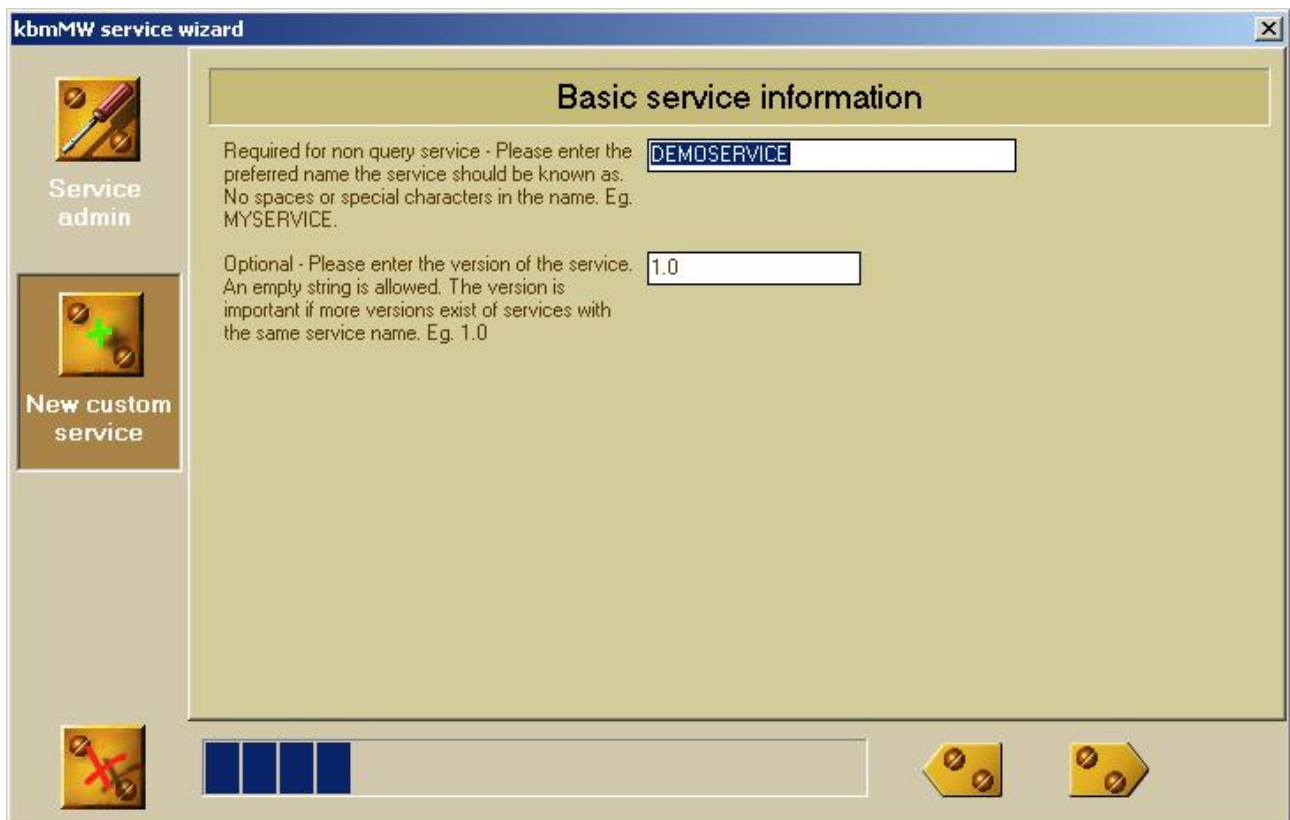 kbmMW service wizard
Service
admin
New custom
service
Basic service information
Required for non query service - Please enter the
preferred name the service should be known as.
No spaces or special characters in the name. Eg.
MYSERVICE.
DEMOSERVICE
Optional - Please enter the version of the service.
An empty string is allowed. The version is
important if more versions exist of services with
the same service name. Eg. 1.0
1.0